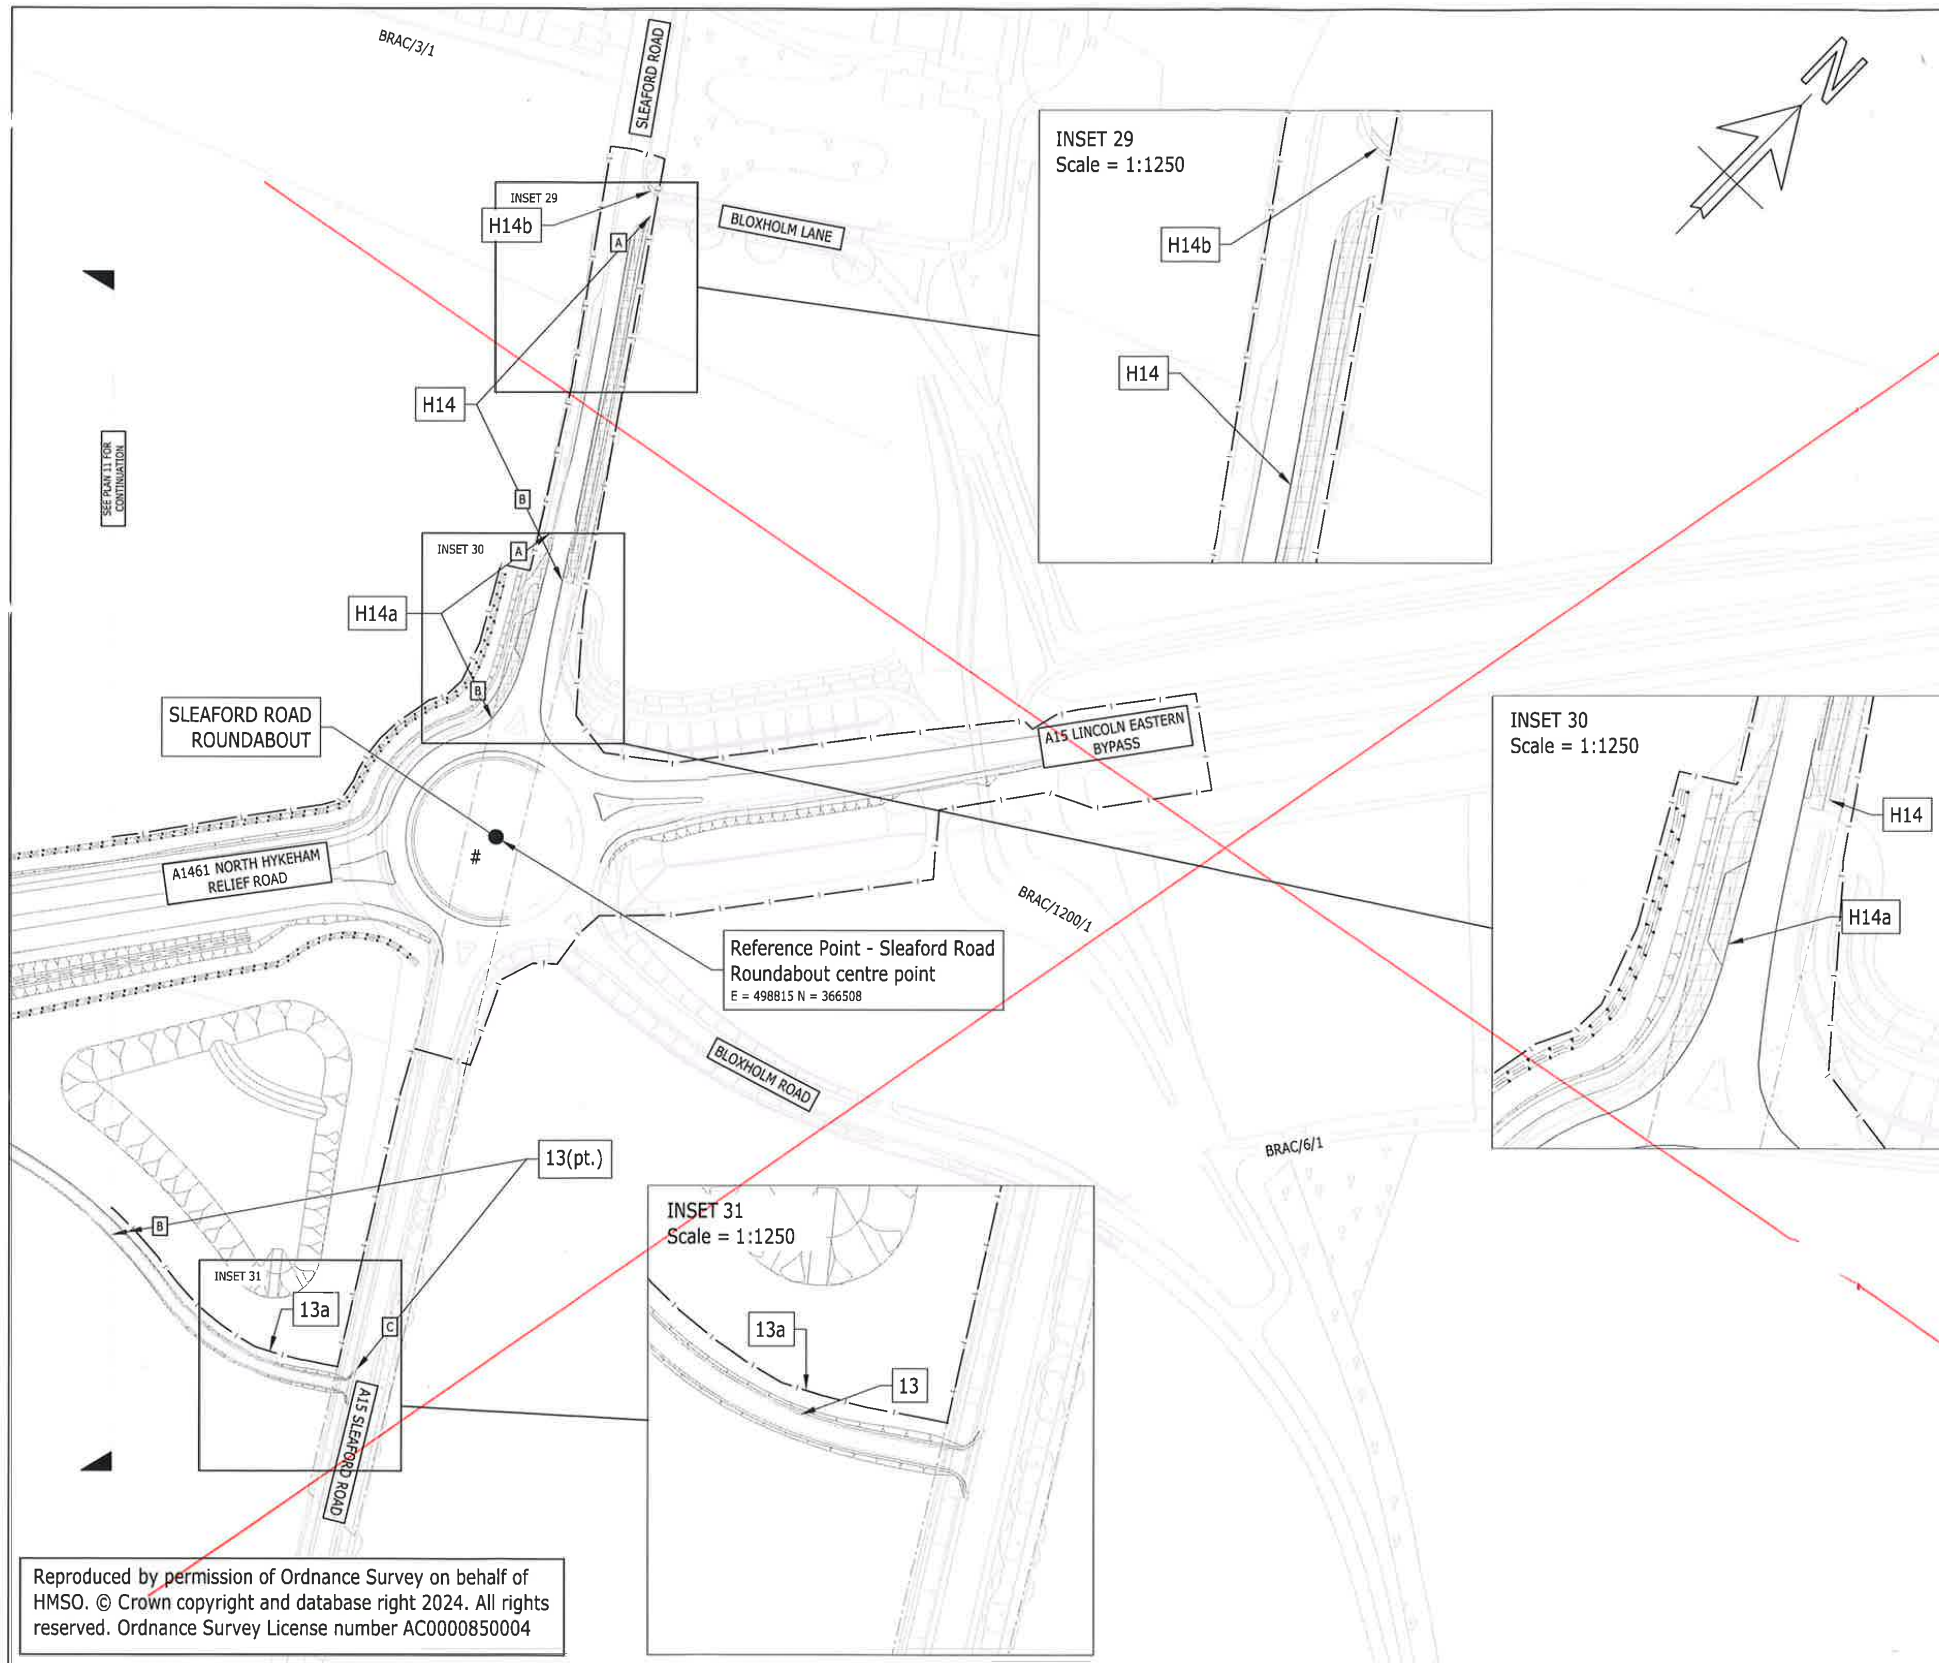 BRAC/3/1
SLEAFORD ROAD
N
INSET 29
Scale = 1:1250
H14b
H14
INSET 29
H14b
A
BLOXHOLM LANE
H14
SEE PLAN 11 FOR
CONTINUATION
B
INSET 30
A
H14a
B
SLEAFORD ROAD
ROUNDABOUT
A15 LINCOLN EASTERN
BYPASS
INSET 30
Scale = 1:1250
H14
H14a
A1461 NORTH HYKEHAM
RELIEF ROAD
#
BRAC/1200/1
Reference Point - Sleaford Road
Roundabout centre point
E = 498815 N = 366508
BLOXHOLM ROAD
BRAC/6/1
13(pt.)
B
INSET 31
13a
C
A15 SLEAFORD ROAD
INSET 31
Scale = 1:1250
13a
13
Reproduced by permission of Ordnance Survey on behalf of
HMSO. © Crown copyright and database right 2024. All rights
reserved. Ordnance Survey License number AC0000850004